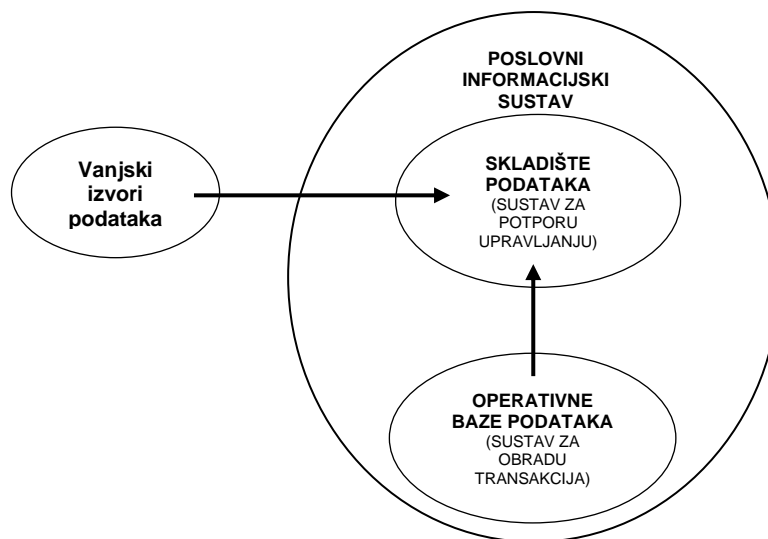 POSLOVNI
INFORMACIJSKI
SUSTAV
Vanjski
izvori
podataka
SKLADIŠTE
PODATAKA
(SUSTAV ZA
POTPORU
UPRAVLJANJU)
OPERATIVNE
BAZE PODATAKA
(SUSTAV ZA
OBRADU
TRANSAKCIJA)